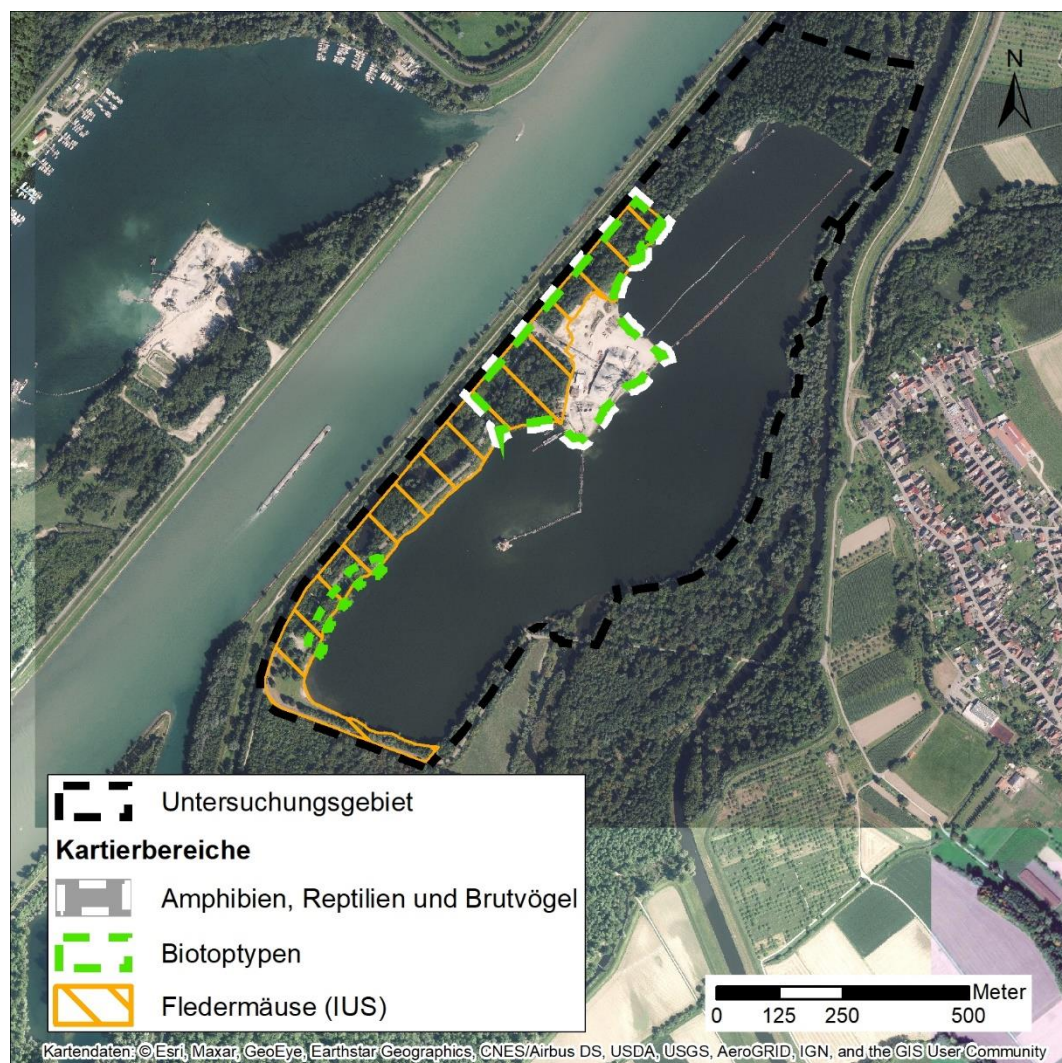 N
Untersuchungsgebiet
Kartierbereiche
Amphibien, Reptilien und Brutvögel
Biotoptypen
Fledermäuse (IUS)
Meter
0 125 250 500
Kartendaten: © Esri, Maxar, GeoEye, Earthstar Geographics, CNES/Airbus DS, USDA, USGS, AeroGRID, IGN, and the GIS User Community